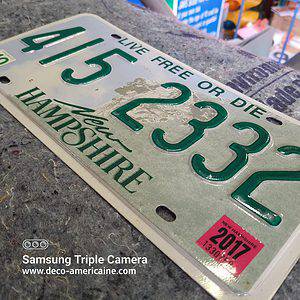 LIVE FREE OR DIE
415 2332
New
HAMPSHIRE
2017
Samsung Triple Camera
www.deco-americaine.com